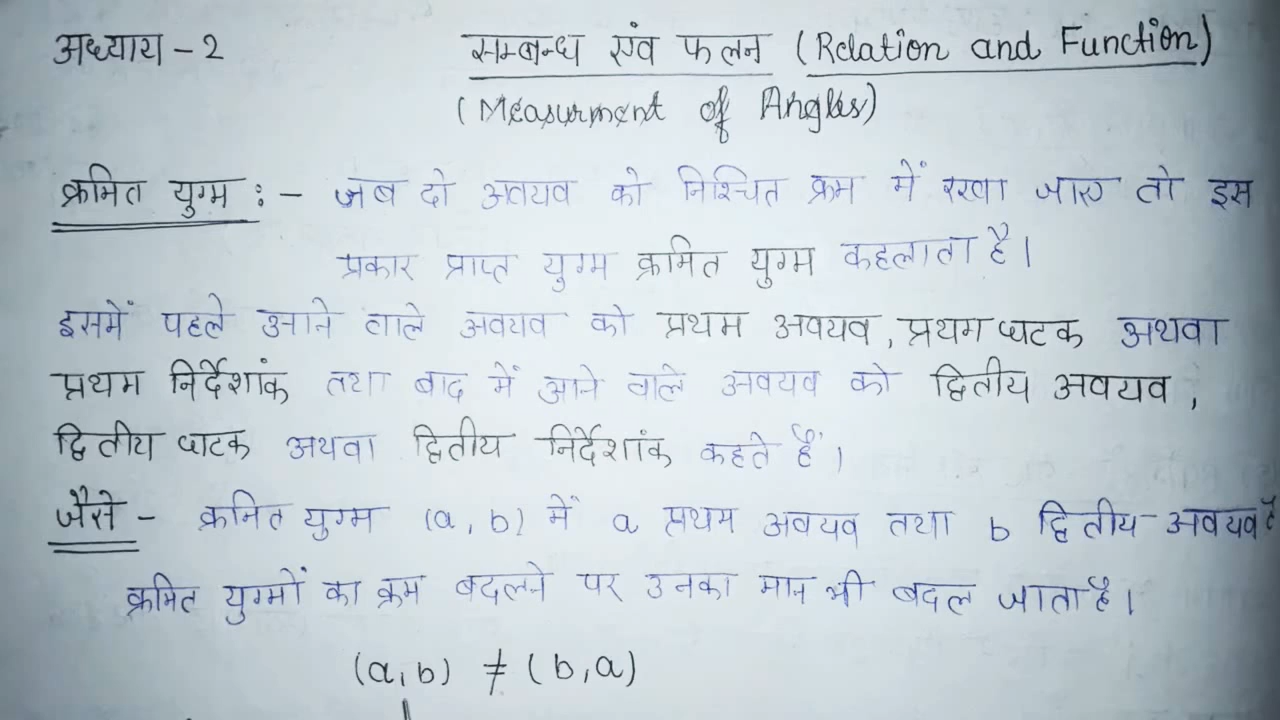 अध्याय - 2 सम्बन्ध एंव फलन (Relation and Function)
(Measurment of Angles)
क्रमित युग्म :- जब दो अवयव को निश्चित क्रम में रखा जाए तो इस
प्रकार प्राप्त युग्म क्रमित युग्म कहलाता है।
इसमें पहले आने वाले अवयव को प्रथम अवयव, प्रथम घटक अथवा
प्रथम निर्देशांक तथा बाद में आने वाले अवयव को द्वितीय अवयव,
द्वितीय घटक अथवा द्वितीय निर्देशांक कहते हैं।
जैसे - क्रमित युग्म (a, b) में a प्रथम अवयव तथा b द्वितीय अवयव है
क्रमित युग्मों का क्रम बदलने पर उनका मान भी बदल जाता है।
(a, b) ≠ (b, a)